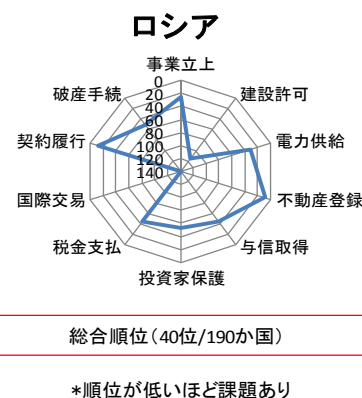 ロシア
事業立上
建設許可
電力供給
不動産登録
与信取得
投資家保護
税金支払
国際交易
契約履行
破産手続
0
20
40
60
80
100
120
140
総合順位（40位/190か国）
*順位が低いほど課題あり